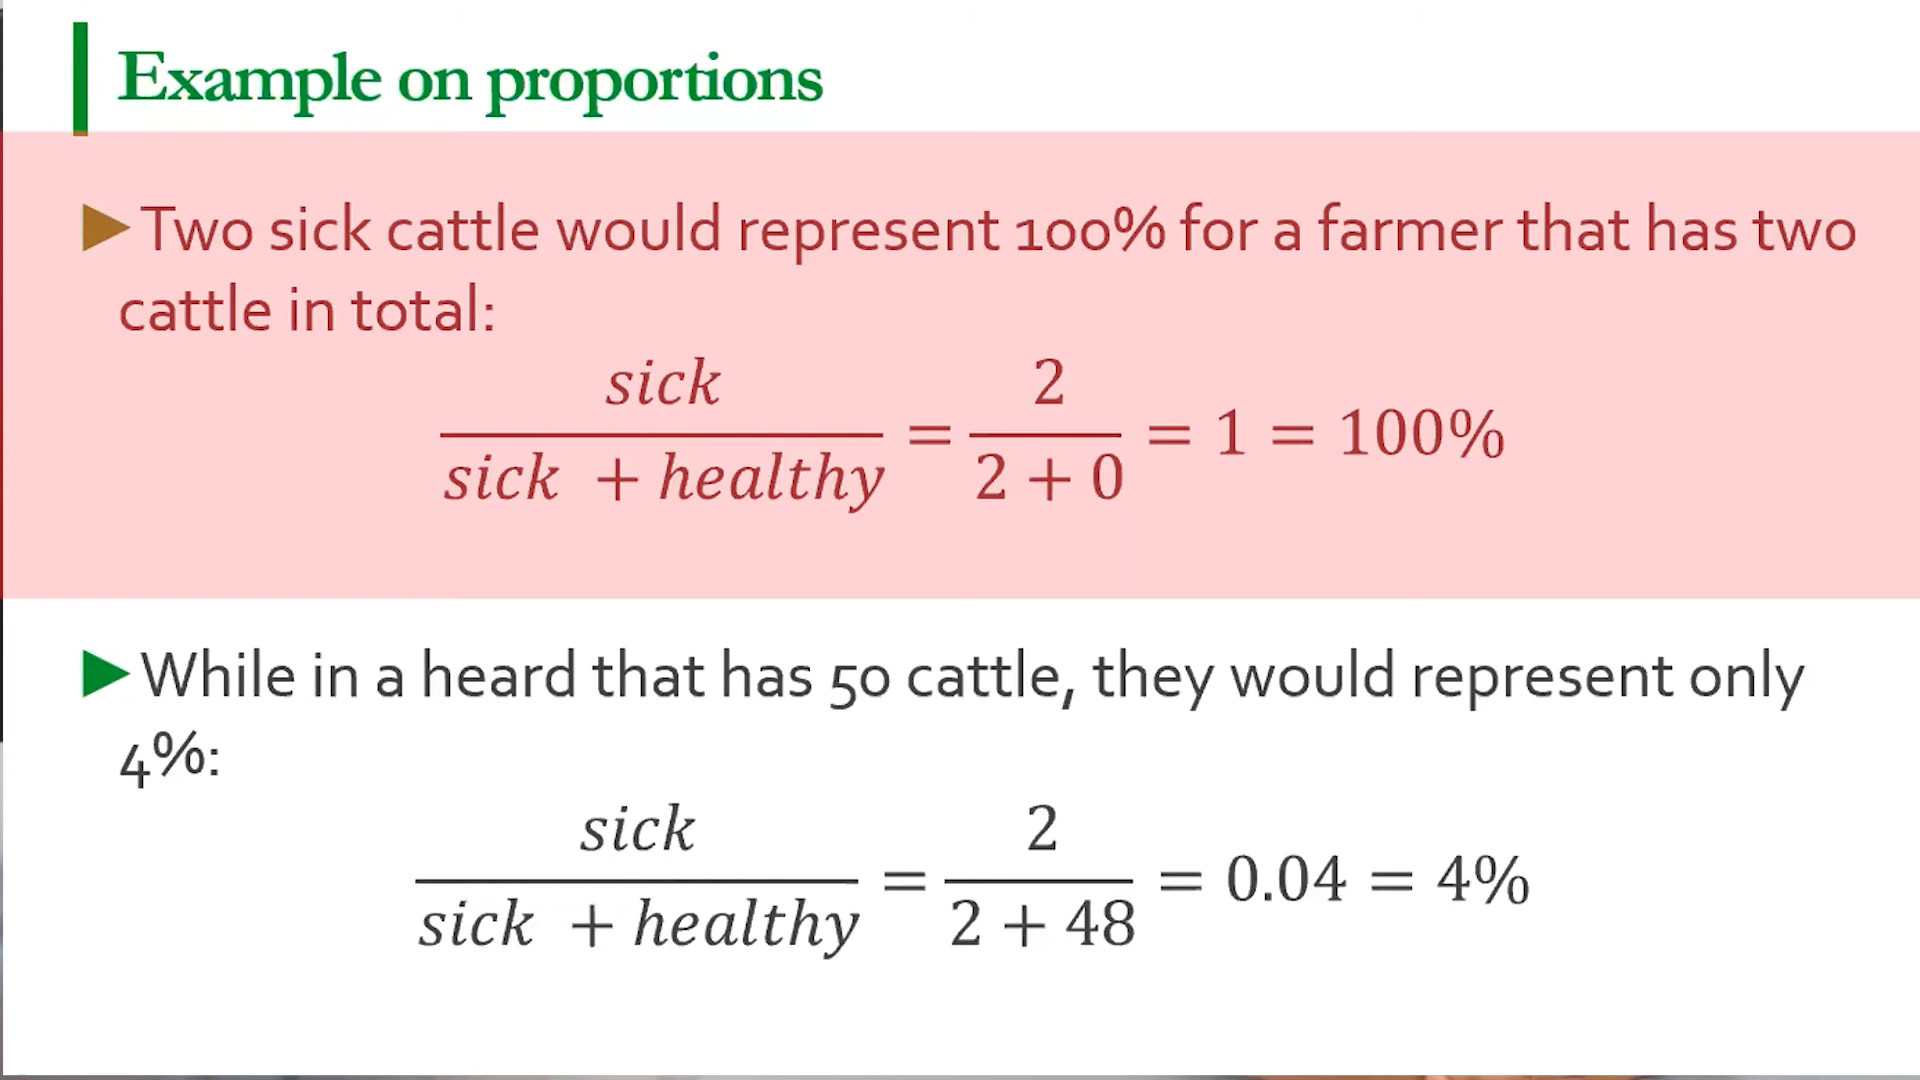 Example on proportions
Two sick cattle would represent 100% for a farmer that has two
cattle in total:
sick
sick + healthy = 2
2 + 0 = 1 = 100%
While in a heard that has 50 cattle, they would represent only
4%:
sick
sick + healthy = 2
2 + 48 = 0.04 = 4%